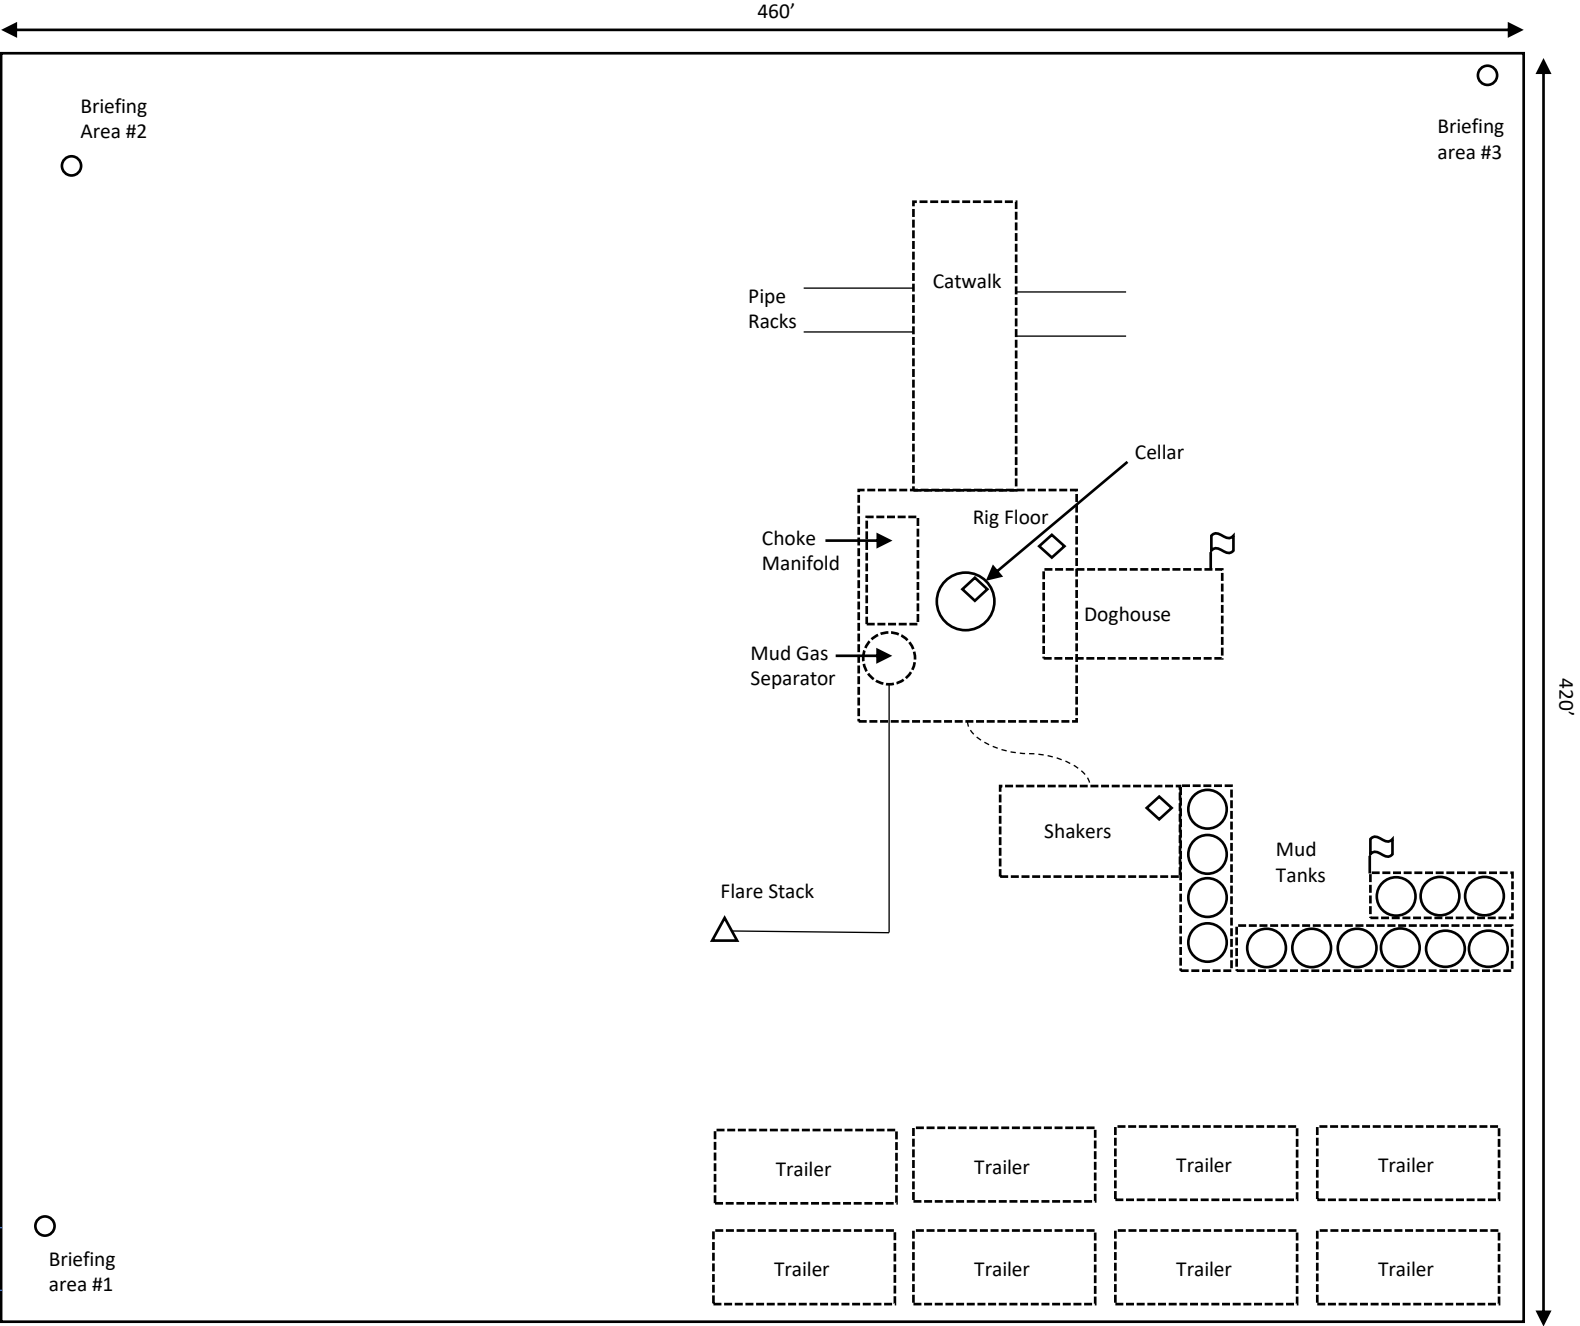 460’
Briefing
Area #2
Briefing
area #3
Catwalk
Pipe
Racks
Cellar
Rig Floor
Choke
Manifold
Doghouse
Mud Gas
Separator
420’
Shakers
Mud
Tanks
Flare Stack
Trailer
Trailer
Trailer
Trailer
Briefing
area #1
Trailer
Trailer
Trailer
Trailer